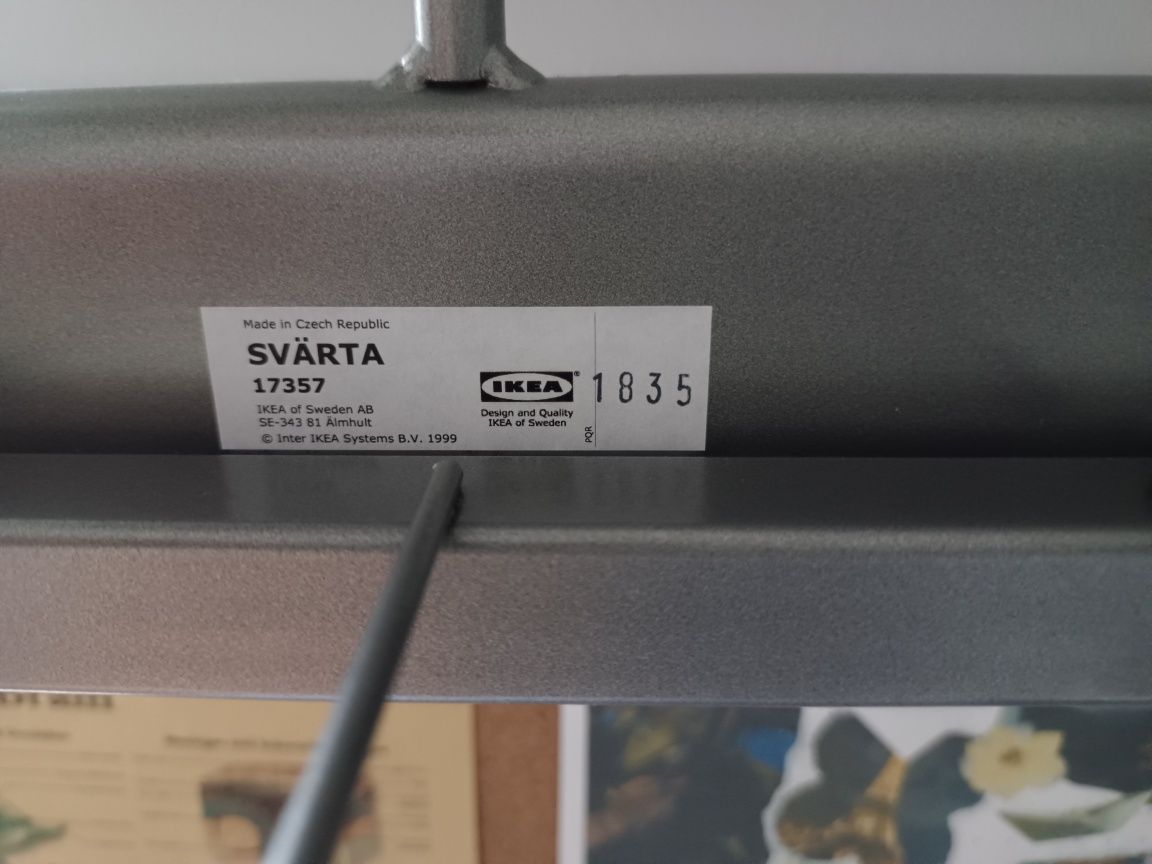 Made in Czech Republic
SVÄRTA
17357
IKEA of Sweden AB
SE-343 81 Älmhult
© Inter IKEA Systems B.V. 1999
IKEA®
Design and Quality
IKEA of Sweden
PQR
1835